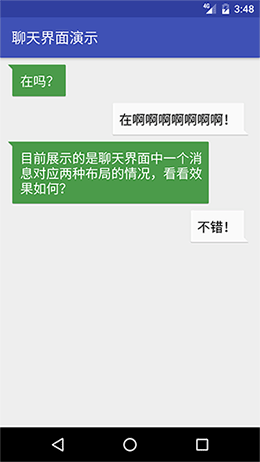 4G 3:48
聊天界面演示
在吗？
在啊啊啊啊啊啊啊！
目前展示的是聊天界面中一个消
息对应两种布局的情况，看看效
果如何？
不错！